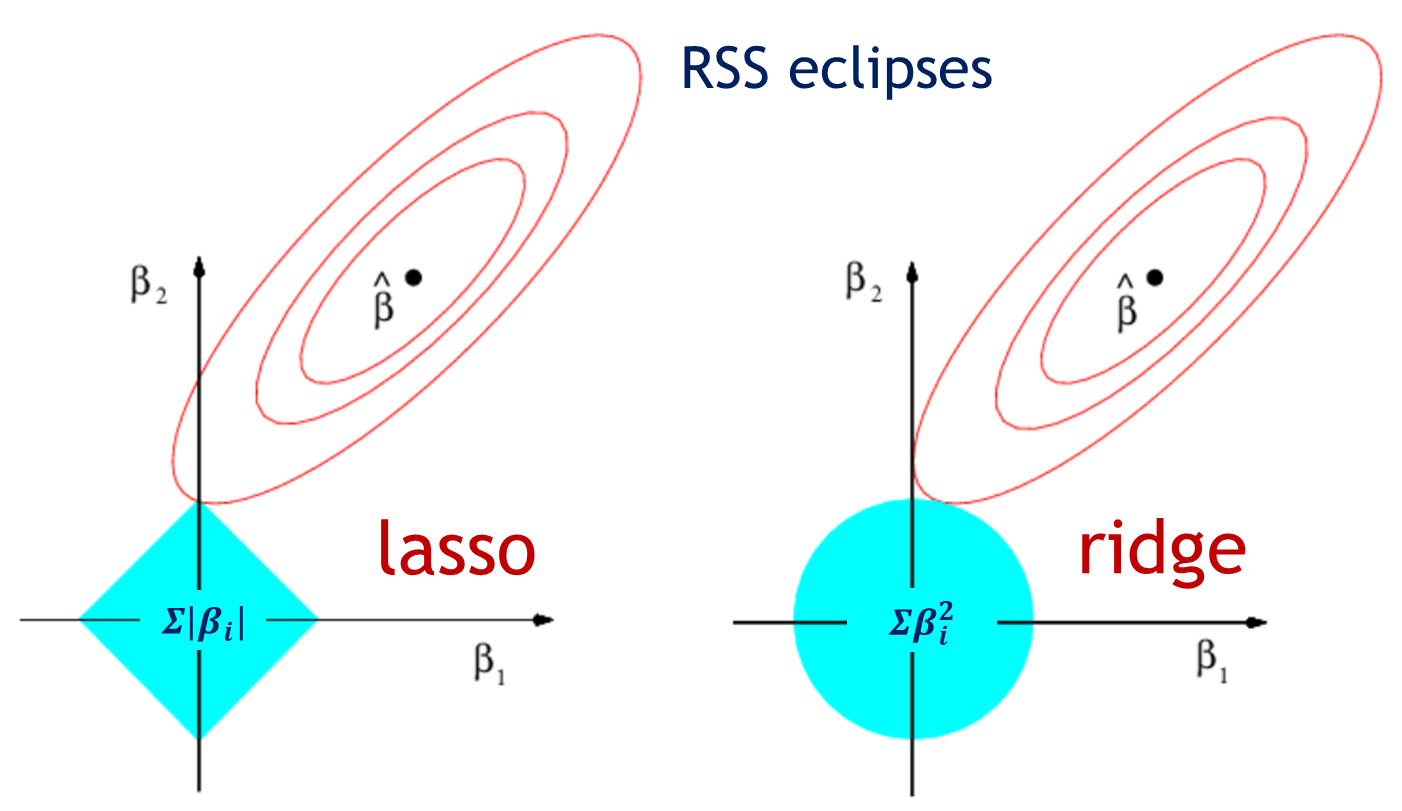 RSS eclipses
β₂
β̂
lasso
Σ|βᵢ|
β₁
β₂
β̂
ridge
Σβᵢ²
β₁